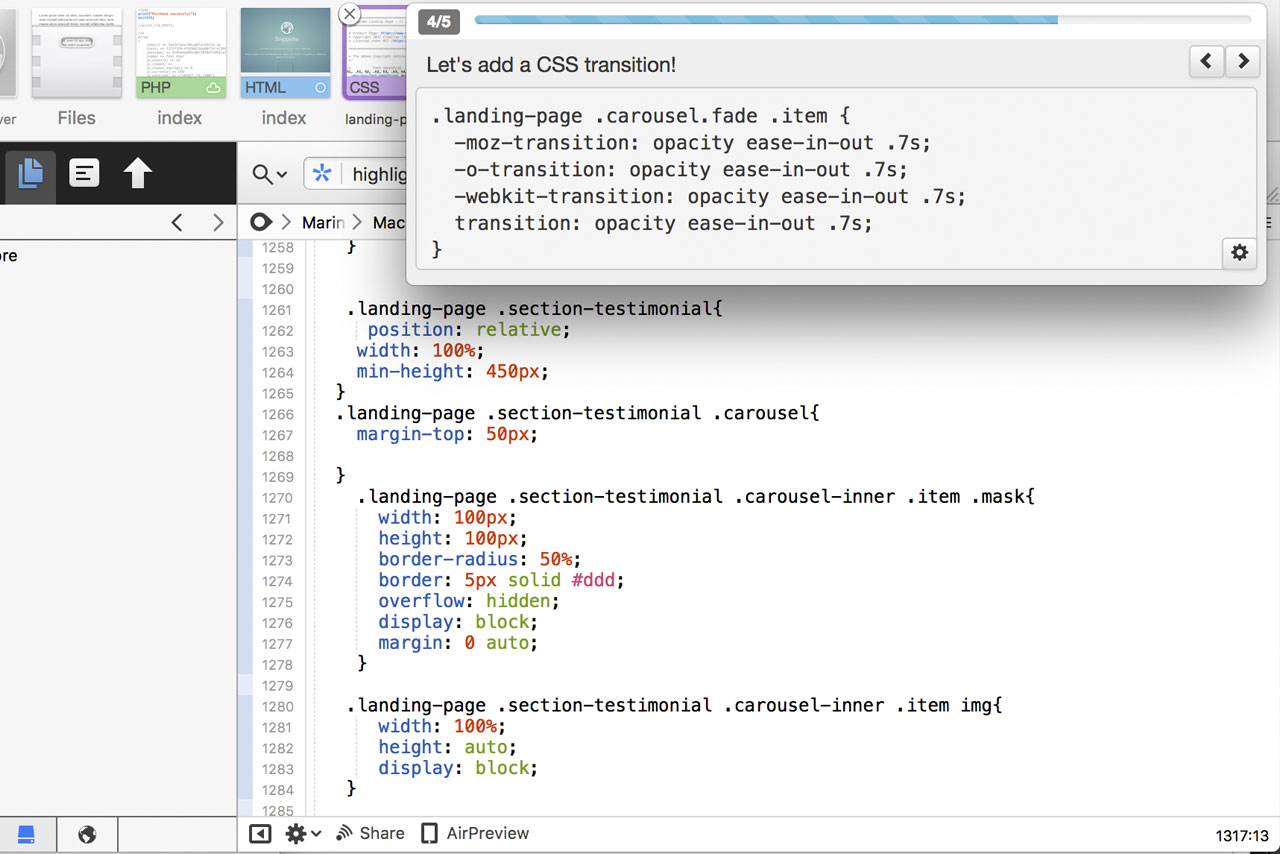 4/5
Let's add a CSS transition!
.landing-page .carousel.fade .item {
-moz-transition: opacity ease-in-out .7s;
-o-transition: opacity ease-in-out .7s;
-webkit-transition: opacity ease-in-out .7s;
transition: opacity ease-in-out .7s;
}
PHP
HTML
CSS
ver
Files
index
index
landing-p
highlig
Marin
Mac
ore
1258 }
1259
1260
1261 .landing-page .section-testimonial{
1262 position: relative;
1263 width: 100%;
1264 min-height: 450px;
1265 }
1266 .landing-page .section-testimonial .carousel{
1267 margin-top: 50px;
1268
1269 }
1270 .landing-page .section-testimonial .carousel-inner .item .mask{
1271 width: 100px;
1272 height: 100px;
1273 border-radius: 50%;
1274 border: 5px solid #ddd;
1275 overflow: hidden;
1276 display: block;
1277 margin: 0 auto;
1278 }
1279
1280 .landing-page .section-testimonial .carousel-inner .item img{
1281 width: 100%;
1282 height: auto;
1283 display: block;
1284 }
1285
Share
AirPreview
1317:13